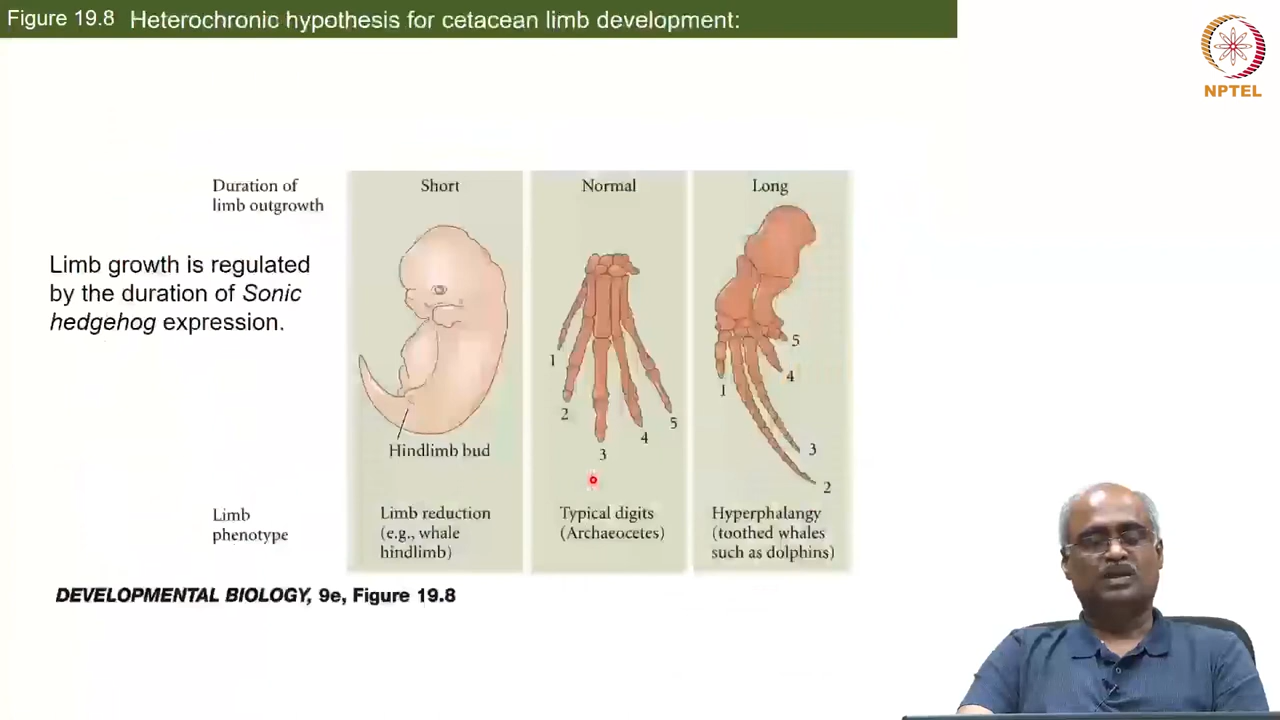 Figure 19.8 Heterochronic hypothesis for cetacean limb development:
NPTEL
Duration of
limb outgrowth
Short
Normal
Long
Limb growth is regulated
by the duration of Sonic
hedgehog expression.
Hindlimb bud
1
2
3
4
5
1
2
3
4
5
Limb
phenotype
Limb reduction
(e.g., whale
hindlimb)
Typical digits
(Archaeocetes)
Hyperphalangy
(toothed whales
such as dolphins)
DEVELOPMENTAL BIOLOGY, 9e, Figure 19.8